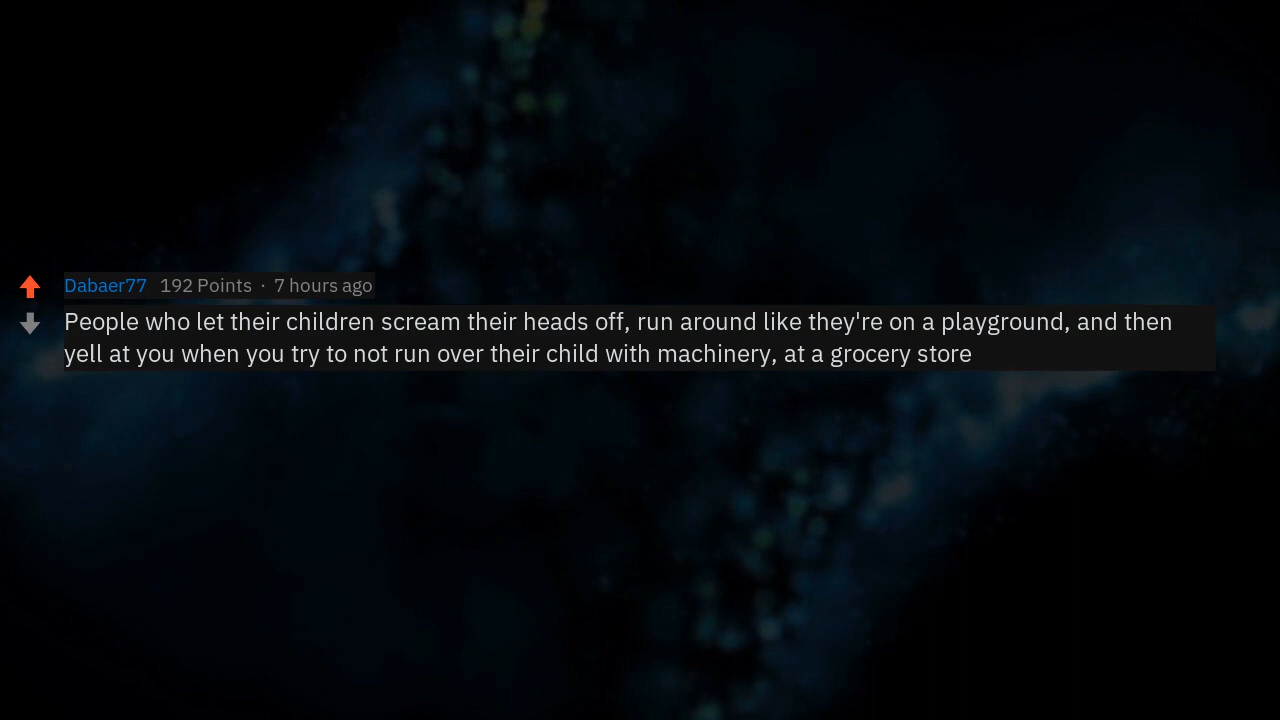 Dabaer77 192 Points · 7 hours ago
People who let their children scream their heads off, run around like they're on a playground, and then
yell at you when you try to not run over their child with machinery, at a grocery store